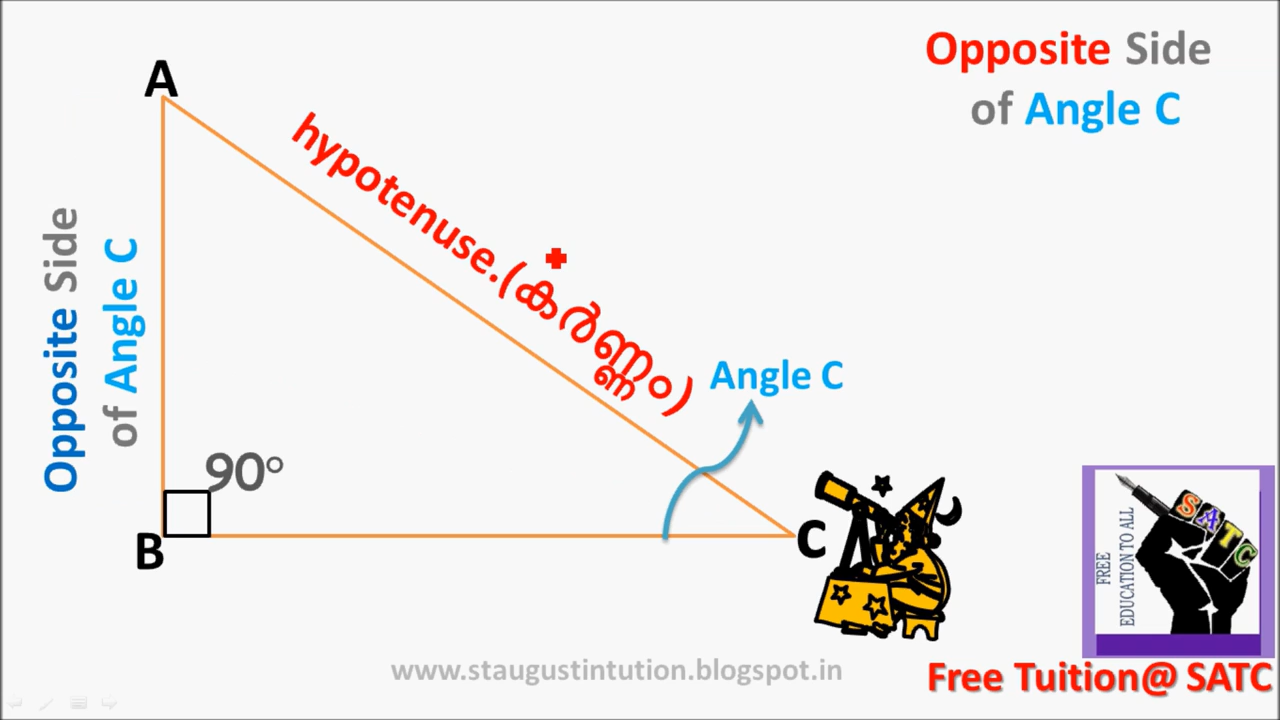 Opposite Side
of Angle C
A
hypotenuse.(കർണ്ണം)
Opposite Side
of Angle C
Angle C
90°
B
C
SATC
FREE
EDUCATION TO ALL
www.staugustintution.blogspot.in
Free Tuition@ SATC